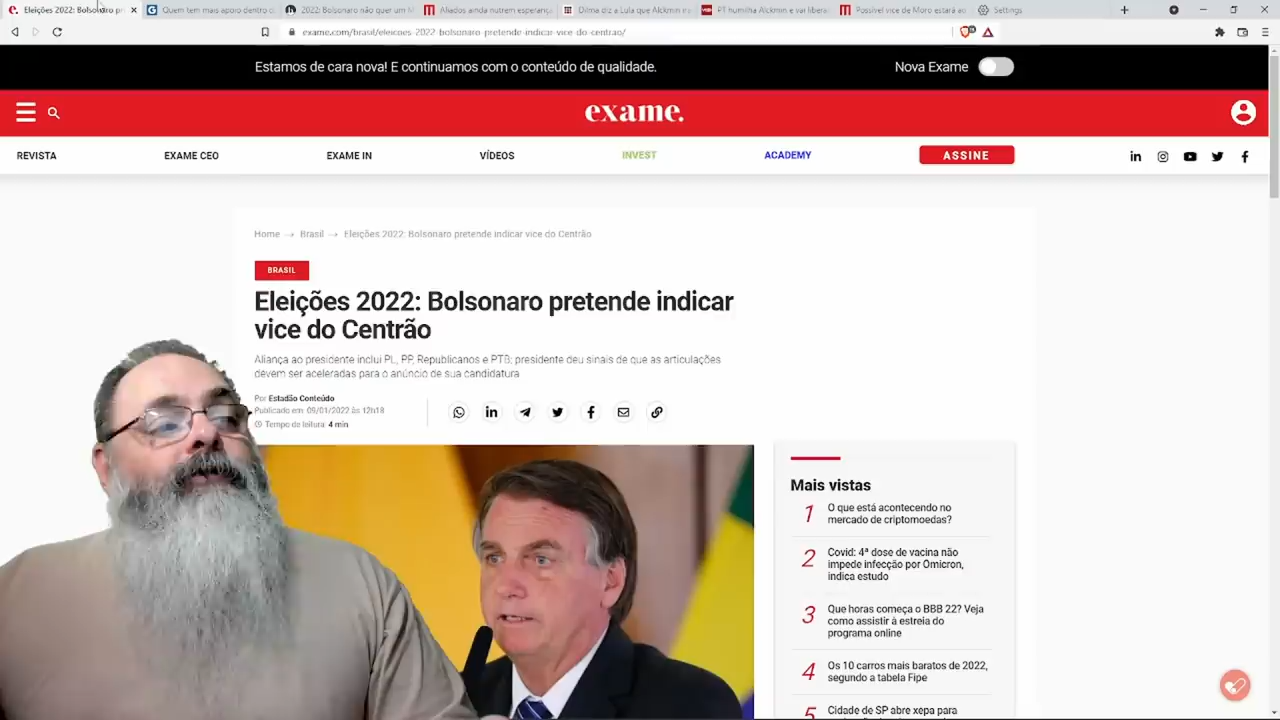 Eleições 2022: Bolsonaro pr
Quem tem mais apoio dentro c
2022: Bolsonaro não quer um M
Aliados ainda nutrem esperança
Dilma diz a Lula que Alckmin
PT humilha Alckmin e vai liberar
Possível vice de Moro estará ao
Settings
exame.com/brasil/eleicoes-2022-bolsonaro-pretende-indicar-vice-do-centrao/
Estamos de cara nova! E continuamos com o conteúdo de qualidade.
Nova Exame
exame.
REVISTA
EXAME CEO
EXAME IN
VÍDEOS
INVEST
ACADEMY
ASSINE
Home → Brasil → Eleições 2022: Bolsonaro pretende indicar vice do Centrão
BRASIL
Eleições 2022: Bolsonaro pretende indicar
vice do Centrão
Aliança ao presidente inclui PL, PP, Republicanos e PTB; presidente deu sinais de que as articulações
devem ser aceleradas para o anúncio de sua candidatura
Por Estadão Conteúdo
Publicado em: 09/01/2022 às 12h18
Tempo de leitura: 4 min
Mais vistas
1 O que está acontecendo no
mercado de criptomoedas?
2 Covid: 4ª dose de vacina não
impede infecção por Ômicron,
indica estudo
3 Que horas começa o BBB 22? Veja
como assistir à estreia do
programa online
4 Os 10 carros mais baratos de 2022,
segundo a tabela Fipe
5 Cidade de SP abre xepa para